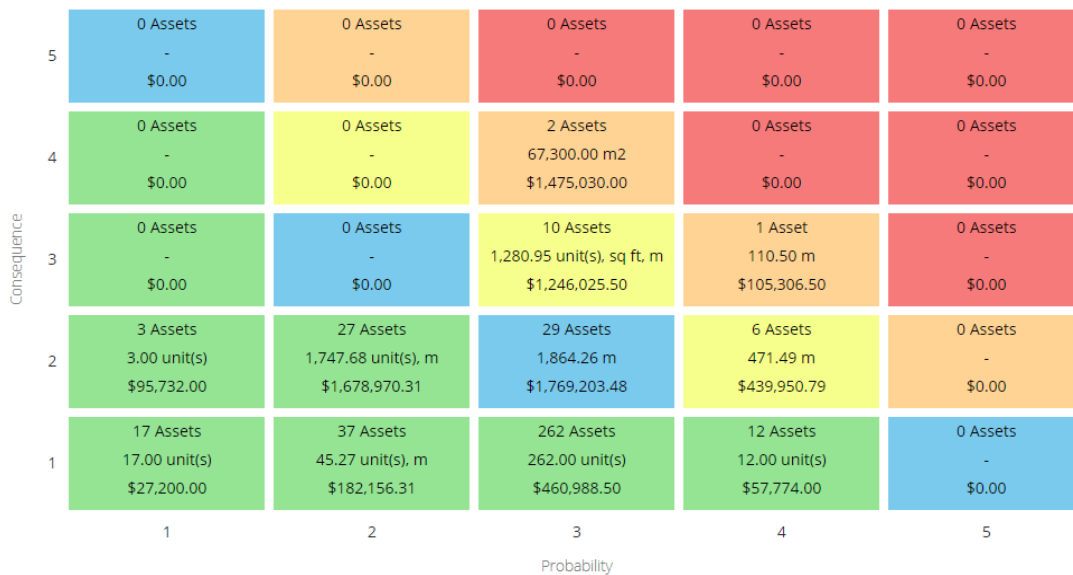 0 Assets 0 Assets 0 Assets 0 Assets 0 Assets
5 - - - - -
$0.00 $0.00 $0.00 $0.00 $0.00
0 Assets 0 Assets 2 Assets 0 Assets 0 Assets
4 - - 67,300.00 m2 - -
$0.00 $0.00 $1,475,030.00 $0.00 $0.00
Consequence
0 Assets 0 Assets 10 Assets 1 Asset 0 Assets
3 - - 1,280.95 unit(s), sq ft, m 110.50 m -
$0.00 $0.00 $1,246,025.50 $105,306.50 $0.00
3 Assets 27 Assets 29 Assets 6 Assets 0 Assets
2 3.00 unit(s) 1,747.68 unit(s), m 1,864.26 m 471.49 m -
$95,732.00 $1,678,970.31 $1,769,203.48 $439,950.79 $0.00
17 Assets 37 Assets 262 Assets 12 Assets 0 Assets
1 17.00 unit(s) 45.27 unit(s), m 262.00 unit(s) 12.00 unit(s) -
$27,200.00 $182,156.31 $460,988.50 $57,774.00 $0.00
1 2 3 4 5
Probability